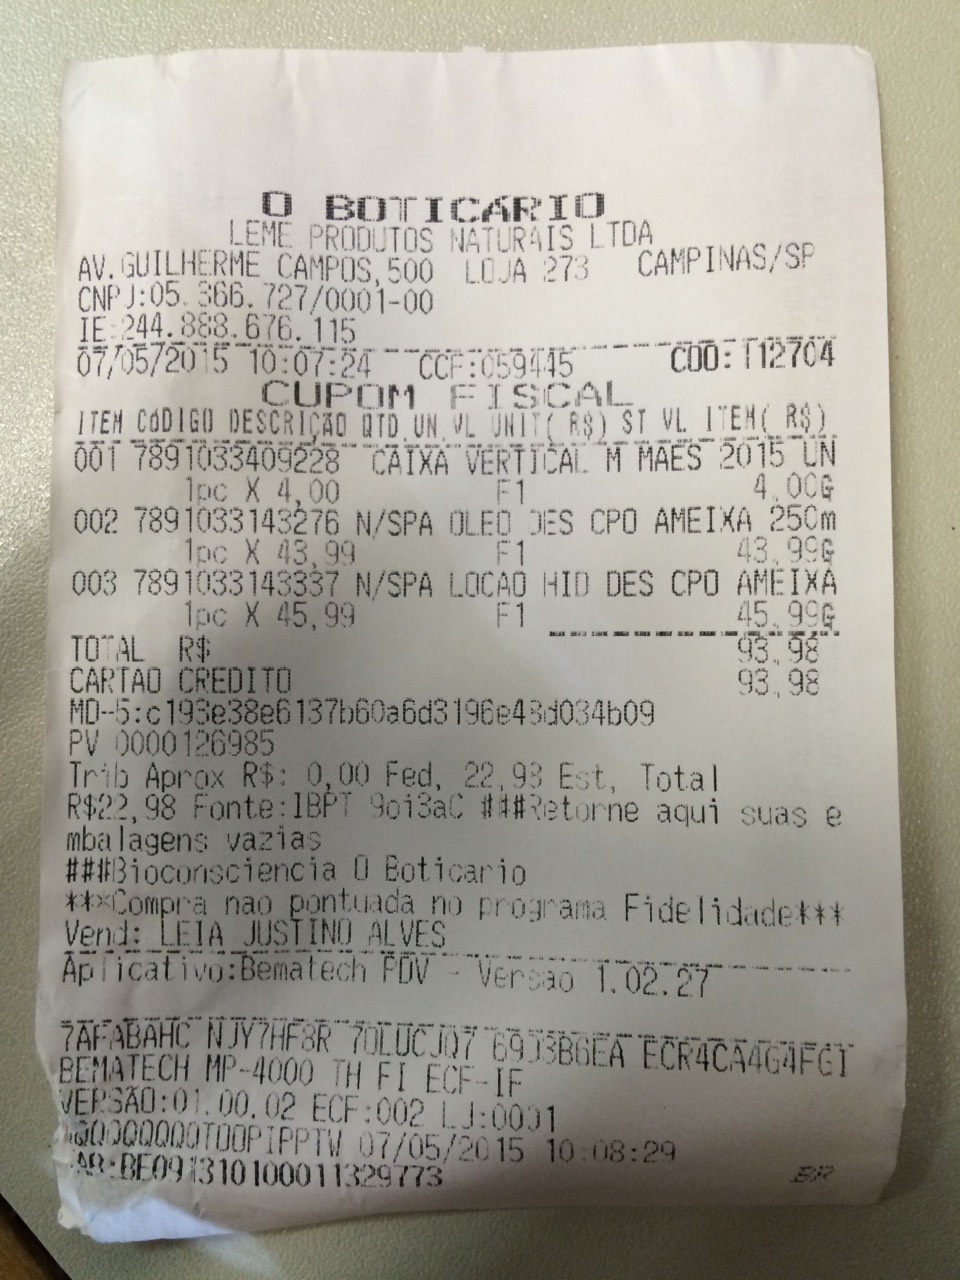 O BOTICÁRIO
LEME PRODUTOS NATURAIS LTDA
AV.GUILHERME CAMPOS,500 LOJA 273 CAMPINAS/SP
CNPJ:05.366.727/0001-00
IE:244.888.676.115
07/05/2015 10:07:24 CCF:059445 COO:112704
CUPOM FISCAL
ITEM CÓDIGO DESCRIÇÃO QTD.UN.VL UNIT( R$) ST VL ITEM( R$)
001 7891033409228 CAIXA VERTICAL M MAES 2015 UN
1pc X 4,00 F1 4,00G
002 7891033143276 N/SPA OLEO DES CPO AMEIXA 250m
1pc X 43,99 F1 43,99G
003 7891033143337 N/SPA LOCAO HID DES CPO AMEIXA
1pc X 45,99 F1 45,99G
TOTAL R$ 93,98
CARTAO CREDITO 93,98
MD-5:c193e38e6137b60a6d3196e43d034b09
PV 0000126985
Trib Aprox R$: 0,00 Fed, 22,98 Est, Total
R$22,98 Fonte:IBPT 9oi3aC ###Retorne aqui suas e
mbalagens vazias
###Bioconsciencia O Boticario
***Compra nao pontuada no programa Fidelidade***
Vend: LEIA JUSTINO ALVES
Aplicativo:Bematech PDV - Versao 1.02.27
7AFABAHC NJY7HF8R 7OLUCJQ7 69J3B6EA ECR4CA4G4FGI
BEMATECH MP-4000 TH FI ECF-IF
VERSÃO:01.00.02 ECF:002 LJ:0001
07/05/2015 10:08:29
BR